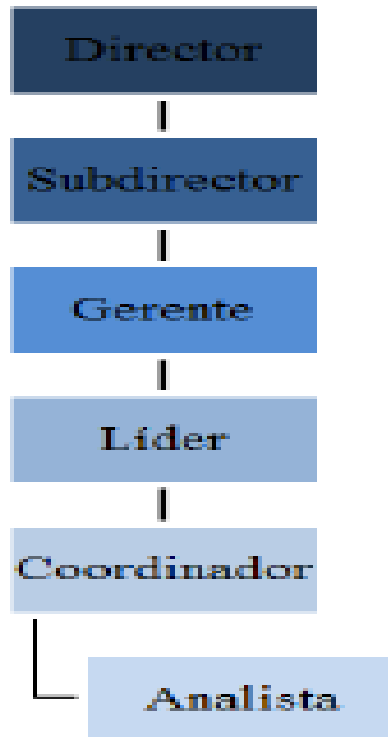 Director
Subdirector
Gerente
Líder
Coordinador
Analista